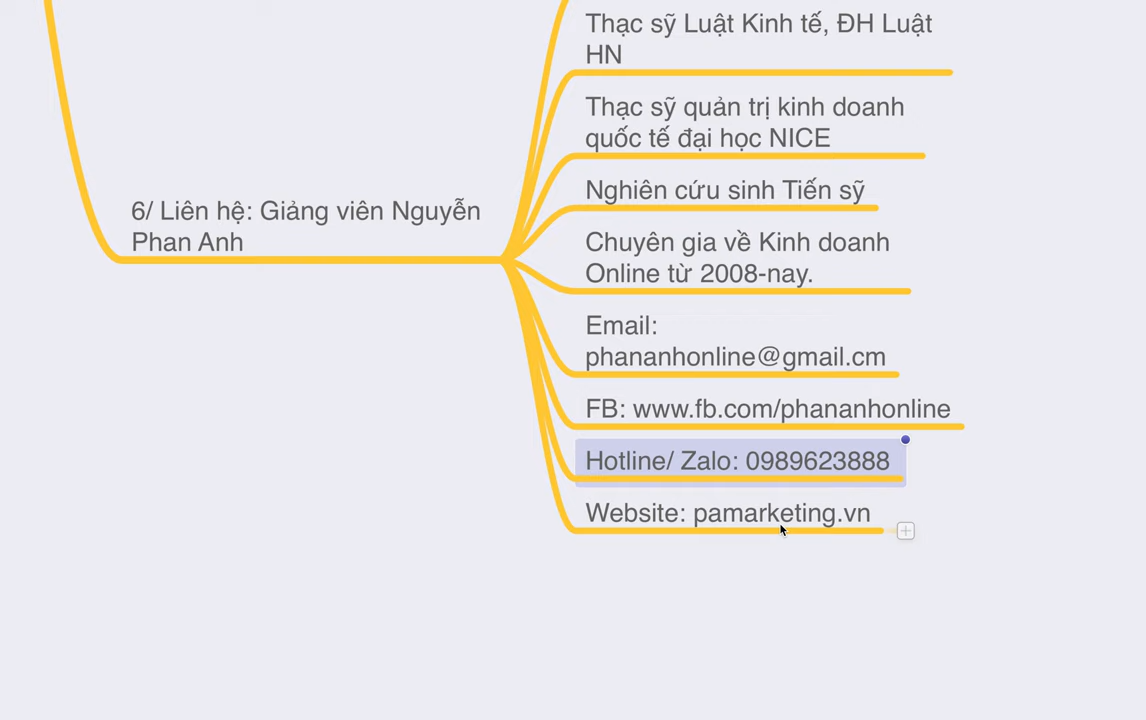 Thạc sỹ Luật Kinh tế, ĐH Luật
HN
Thạc sỹ quản trị kinh doanh
quốc tế đại học NICE
Nghiên cứu sinh Tiến sỹ
6/ Liên hệ: Giảng viên Nguyễn
Phan Anh
Chuyên gia về Kinh doanh
Online từ 2008-nay.
Email:
phananhonline@gmail.cm
FB: www.fb.com/phananhonline
Hotline/ Zalo: 0989623888
Website: pamarketing.vn